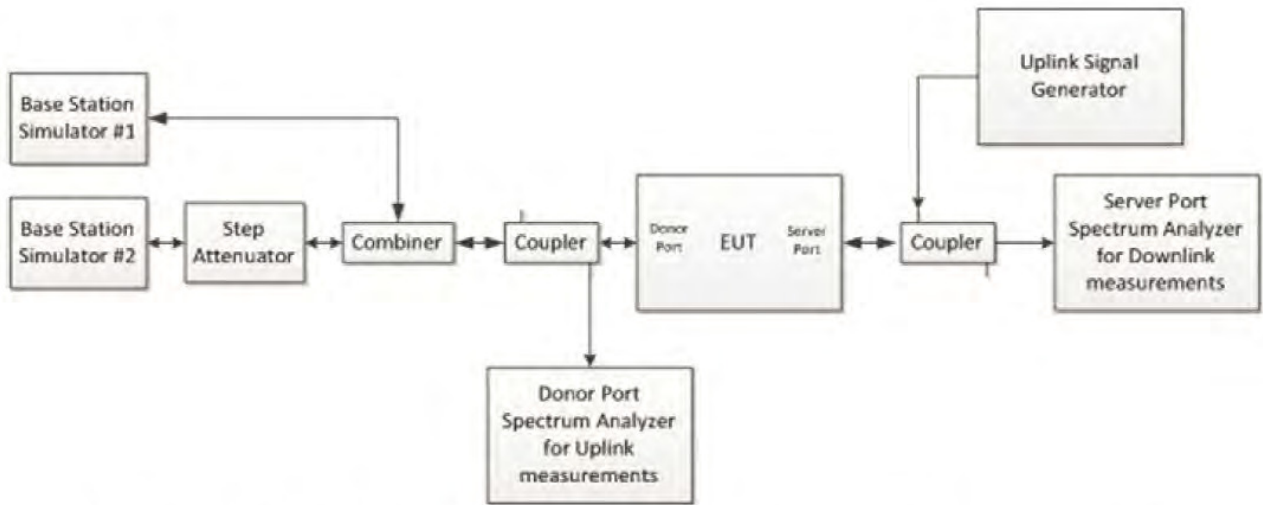 Uplink Signal
Generator
Base Station
Simulator #1
Base Station
Simulator #2
Step
Attenuator
Combiner
Coupler
Donor
Port
EUT
Server
Port
Coupler
Server Port
Spectrum Analyzer
for Downlink
measurements
Donor Port
Spectrum Analyzer
for Uplink
measurements